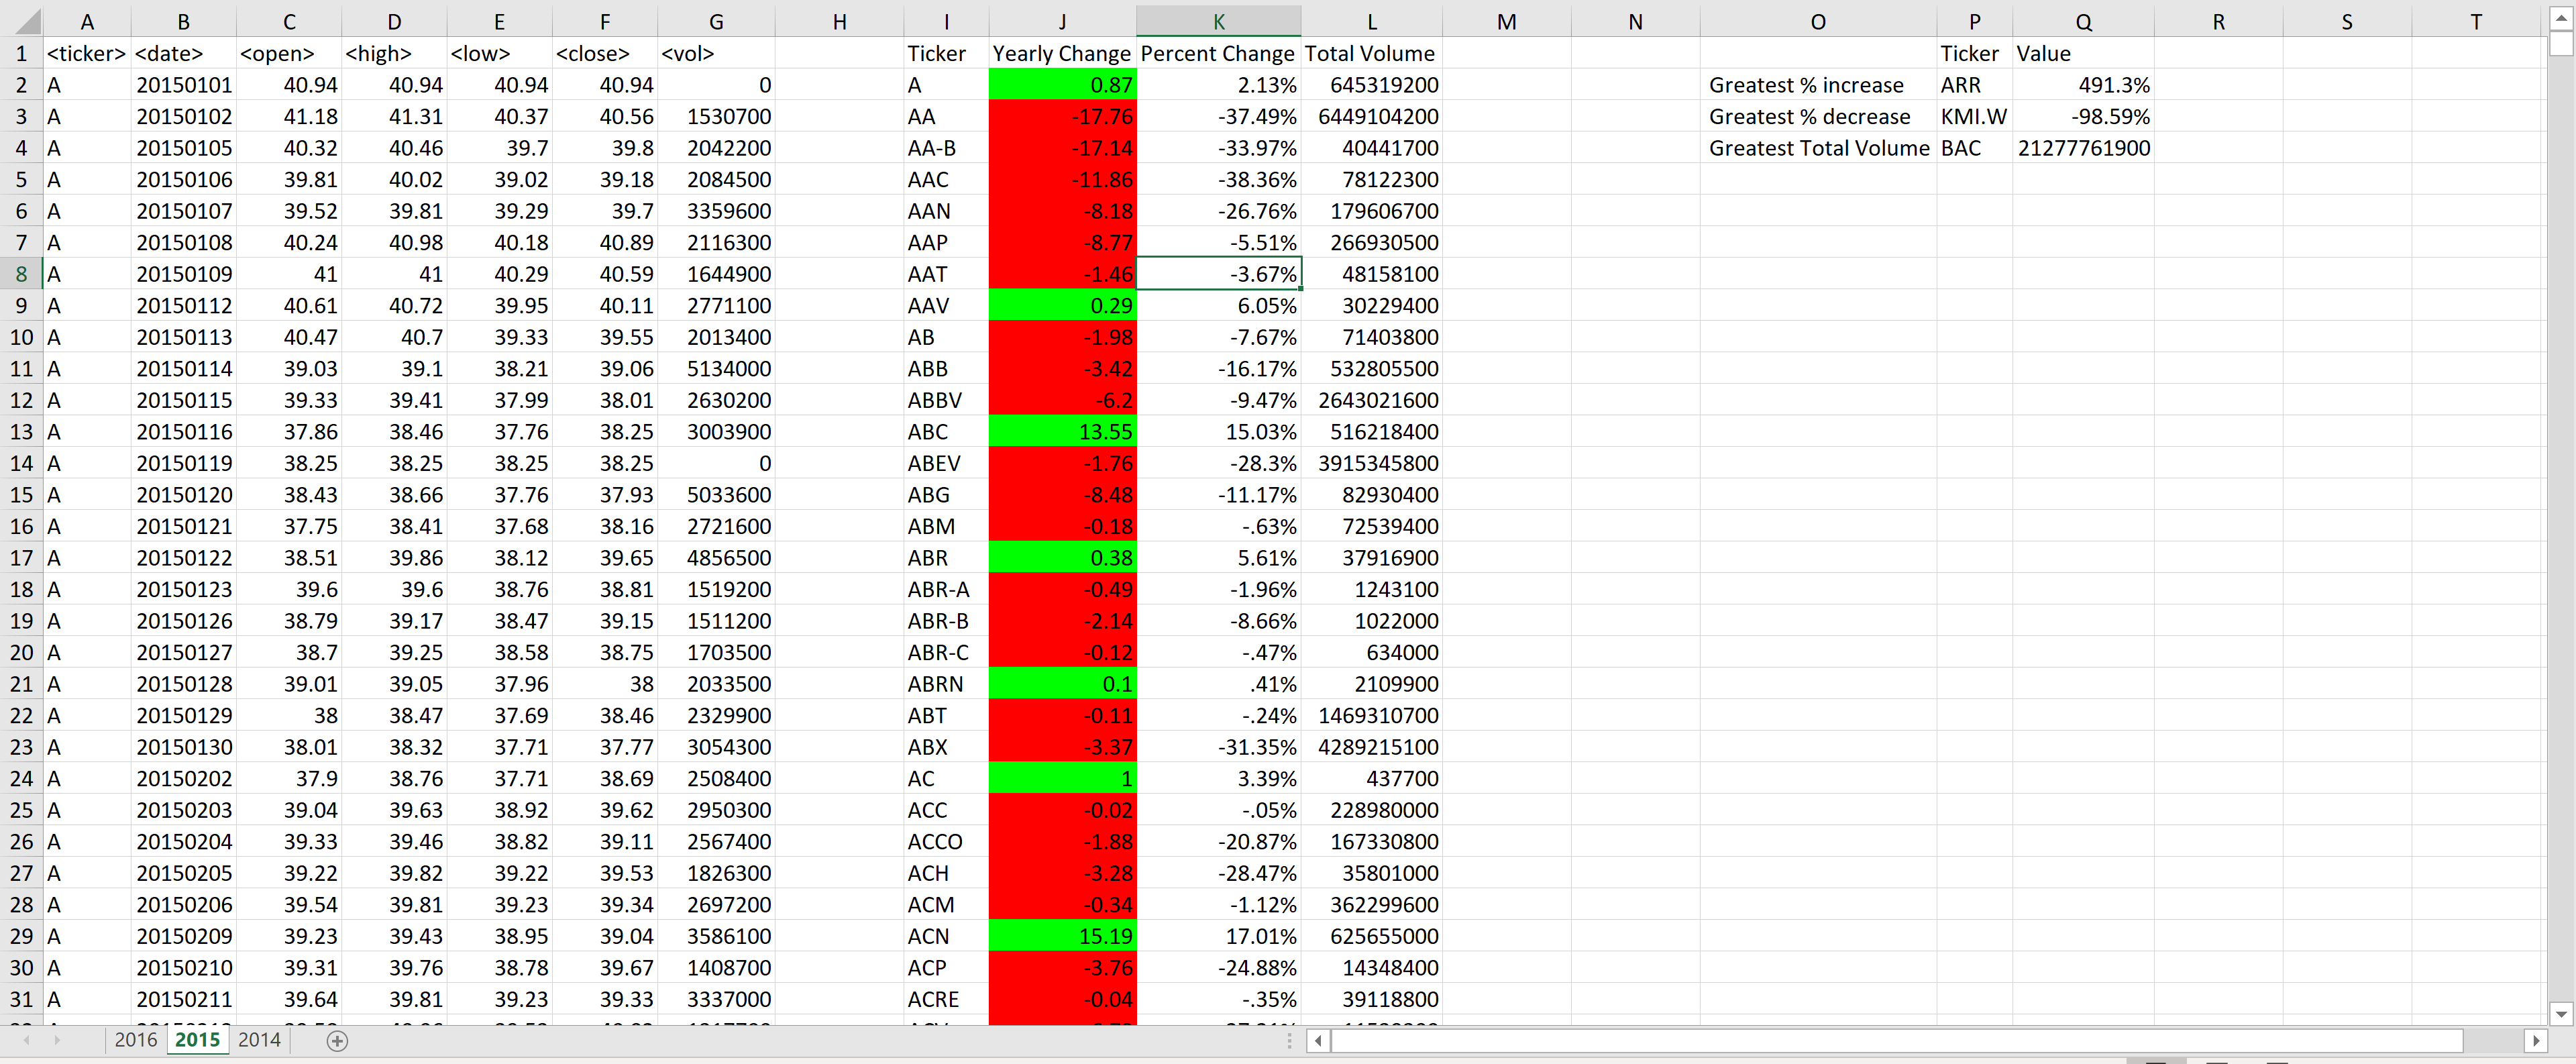 A B C D E F G H I J K L M N O P Q R S T
1 <ticker> <date> <open> <high> <low> <close> <vol> Ticker Yearly Change Percent Change Total Volume Ticker Value
2 A 20150101 40.94 40.94 40.94 40.94 0 A 0.87 2.13% 645319200 Greatest % increase ARR 491.3%
3 A 20150102 41.18 41.31 40.37 40.56 1530700 AA -17.76 -37.49% 6449104200 Greatest % decrease KMI.W -98.59%
4 A 20150105 40.32 40.46 39.7 39.8 2042200 AA-B -17.14 -33.97% 40441700 Greatest Total Volume BAC 21277761900
5 A 20150106 39.81 40.02 39.02 39.18 2084500 AAC -11.86 -38.36% 78122300
6 A 20150107 39.52 39.81 39.29 39.7 3359600 AAN -8.18 -26.76% 179606700
7 A 20150108 40.24 40.98 40.18 40.89 2116300 AAP -8.77 -5.51% 266930500
8 A 20150109 41 41 40.29 40.59 1644900 AAT -1.46 -3.67% 48158100
9 A 20150112 40.61 40.72 39.95 40.11 2771100 AAV 0.29 6.05% 30229400
10 A 20150113 40.47 40.7 39.33 39.55 2013400 AB -1.98 -7.67% 71403800
11 A 20150114 39.03 39.1 38.21 39.06 5134000 ABB -3.42 -16.17% 532805500
12 A 20150115 39.33 39.41 37.99 38.01 2630200 ABBV -6.2 -9.47% 2643021600
13 A 20150116 37.86 38.46 37.76 38.25 3003900 ABC 13.55 15.03% 516218400
14 A 20150119 38.25 38.25 38.25 38.25 0 ABEV -1.76 -28.3% 3915345800
15 A 20150120 38.43 38.66 37.76 37.93 5033600 ABG -8.48 -11.17% 82930400
16 A 20150121 37.75 38.41 37.68 38.16 2721600 ABM -0.18 -.63% 72539400
17 A 20150122 38.51 39.86 38.12 39.65 4856500 ABR 0.38 5.61% 37916900
18 A 20150123 39.6 39.6 38.76 38.81 1519200 ABR-A -0.49 -1.96% 1243100
19 A 20150126 38.79 39.17 38.47 39.15 1511200 ABR-B -2.14 -8.66% 1022000
20 A 20150127 38.7 39.25 38.58 38.75 1703500 ABR-C -0.12 -.47% 634000
21 A 20150128 39.01 39.05 37.96 38 2033500 ABRN 0.1 .41% 2109900
22 A 20150129 38 38.47 37.69 38.46 2329900 ABT -0.11 -.24% 1469310700
23 A 20150130 38.01 38.32 37.71 37.77 3054300 ABX -3.37 -31.35% 4289215100
24 A 20150202 37.9 38.76 37.71 38.69 2508400 AC 1 3.39% 437700
25 A 20150203 39.04 39.63 38.92 39.62 2950300 ACC -0.02 -.05% 228980000
26 A 20150204 39.33 39.46 38.82 39.11 2567400 ACCO -1.88 -20.87% 167330800
27 A 20150205 39.22 39.82 39.22 39.53 1826300 ACH -3.28 -28.47% 35801000
28 A 20150206 39.54 39.81 39.23 39.34 2697200 ACM -0.34 -1.12% 362299600
29 A 20150209 39.23 39.43 38.95 39.04 3586100 ACN 15.19 17.01% 625655000
30 A 20150210 39.31 39.76 38.78 39.67 1408700 ACP -3.76 -24.88% 14348400
31 A 20150211 39.64 39.81 39.23 39.33 3337000 ACRE -0.04 -.35% 39118800
2016 2015 2014